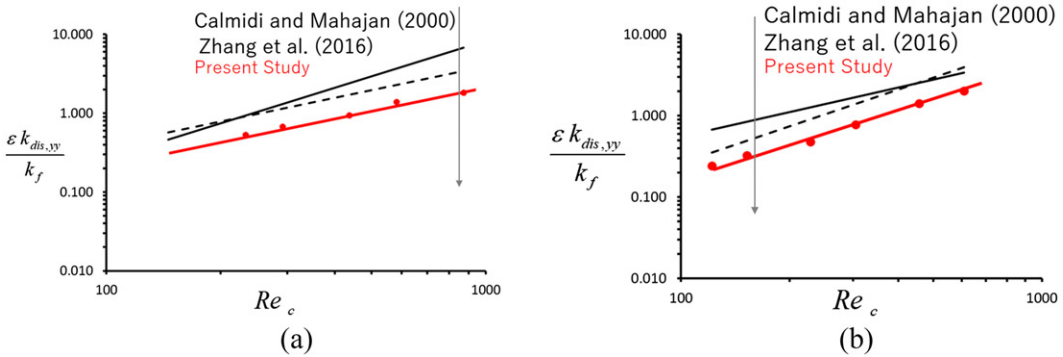 Calmidi and Mahajan (2000)
Zhang et al. (2016)
Present Study
10.000
1.000
0.100
0.010
ε k_dis,yy
k_f
100
1000
Re_c
(a)
Calmidi and Mahajan (2000)
Zhang et al. (2016)
Present Study
10.000
1.000
0.100
0.010
ε k_dis,yy
k_f
100
1000
Re_c
(b)